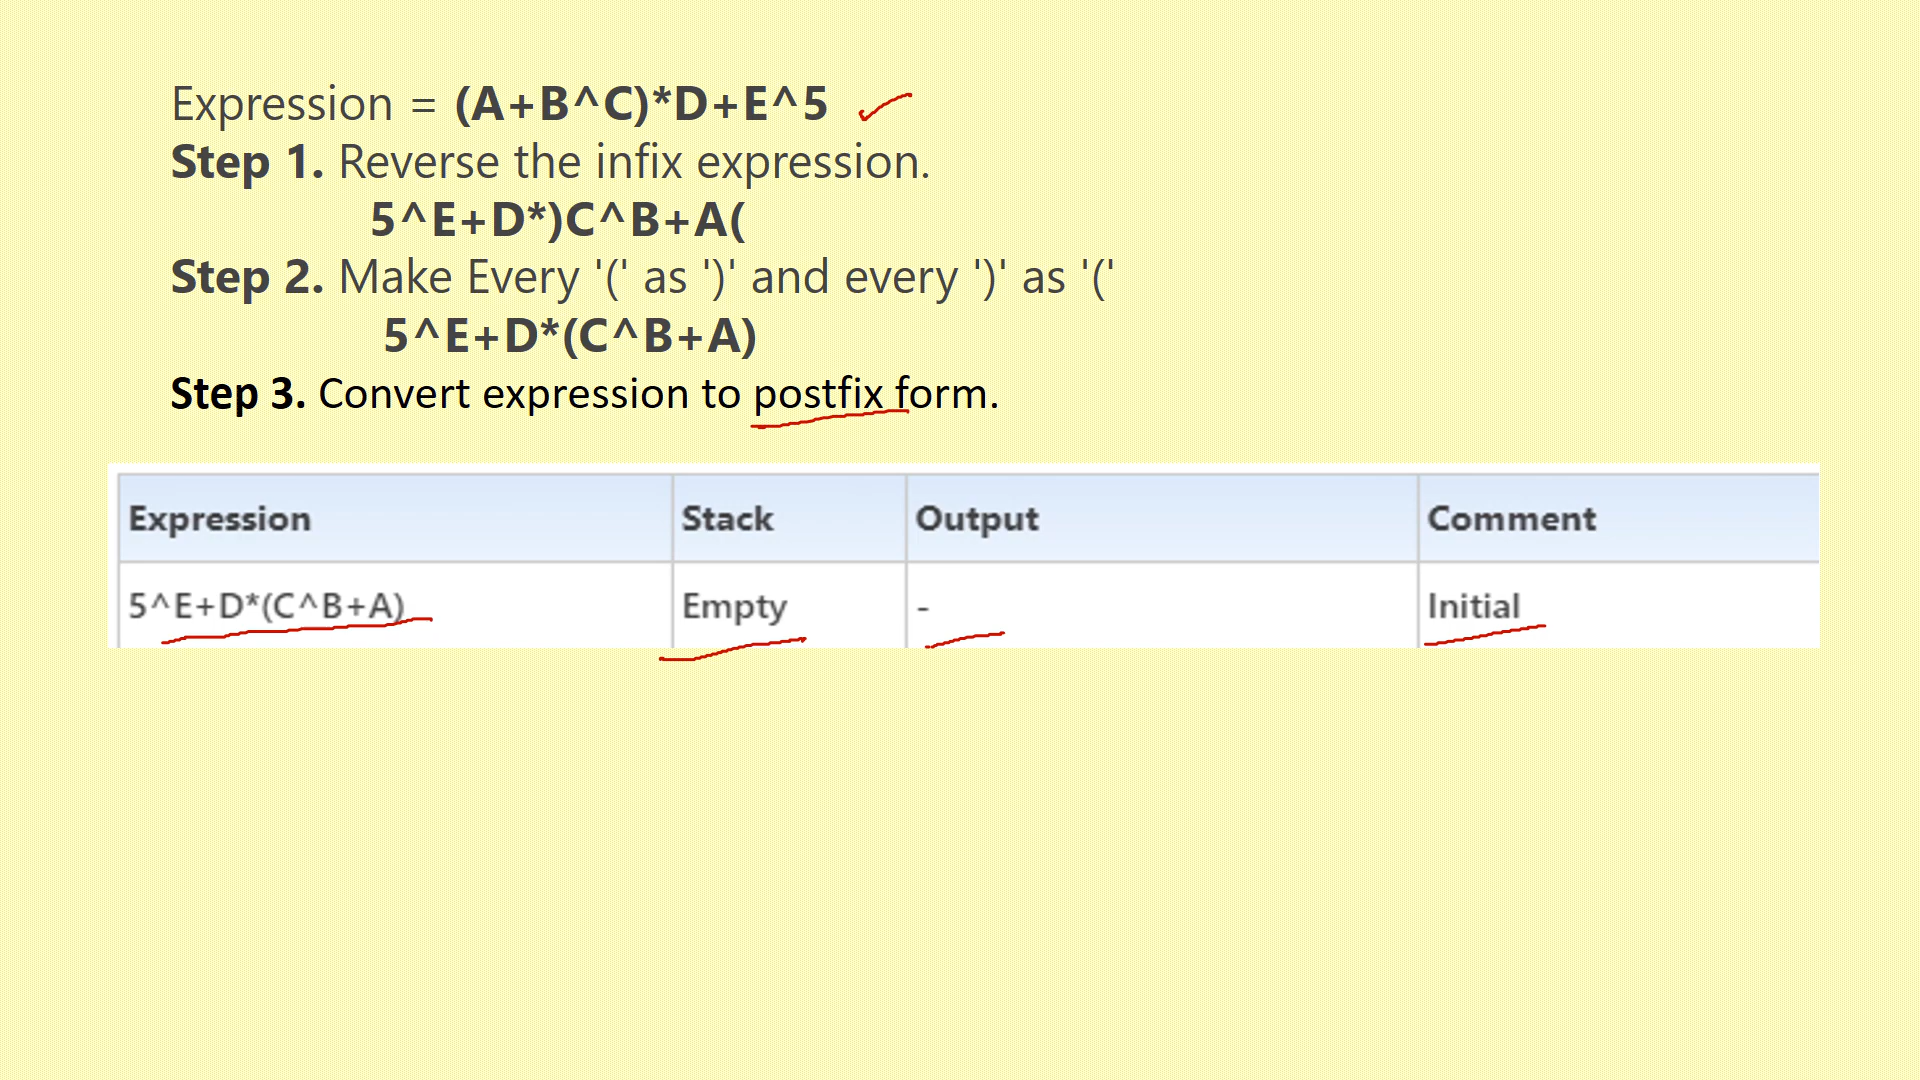 Expression = (A+B^C)*D+E^5
Step 1. Reverse the infix expression.
5^E+D*)C^B+A(
Step 2. Make Every '(' as ')' and every ')' as '('
5^E+D*(C^B+A)
Step 3. Convert expression to postfix form.
Expression Stack Output Comment
5^E+D*(C^B+A) Empty - Initial